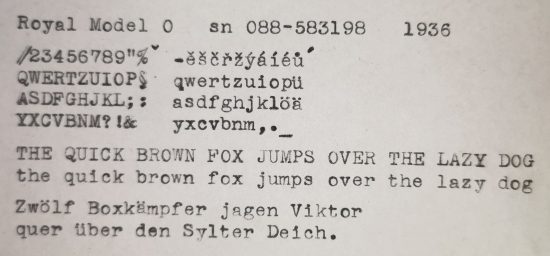 Royal Model O   sn 088-583198   1936
/23456789"%ˇ   -ěščřžýáíéů´
QWERTZUIOP§   qwertzuiopü
ASDFGHJKL;:   asdfghjklöä
YXCVBNM?!&   yxcvbnm,._
THE QUICK BROWN FOX JUMPS OVER THE LAZY DOG
the quick brown fox jumps over the lazy dog
Zwölf Boxkämpfer jagen Viktor
quer über den Sylter Deich.